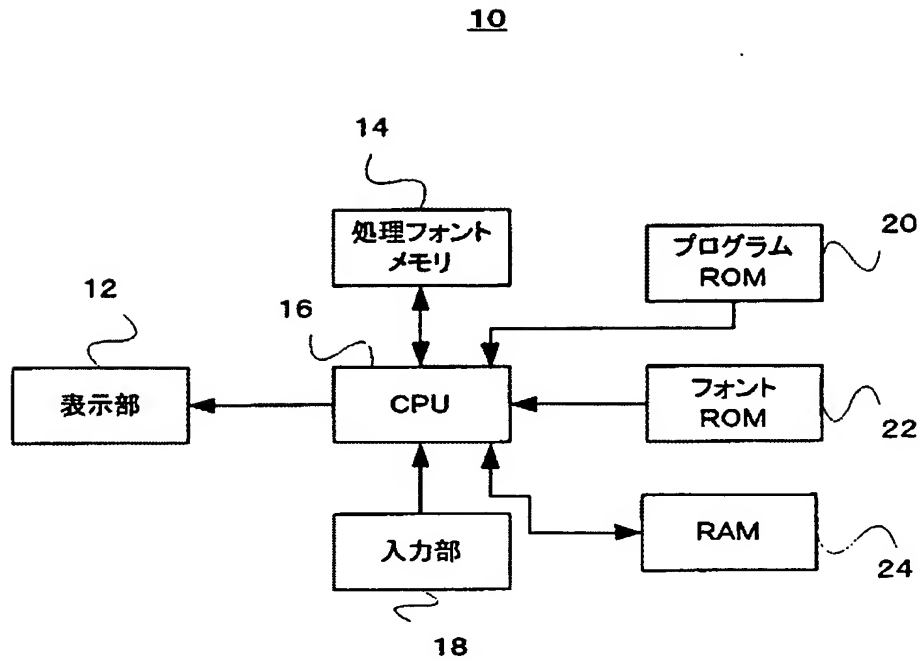 10
14
処理フォント
メモリ
プログラム
ROM
20
12
16
表示部
CPU
フォント
ROM
22
入力部
RAM
24
18